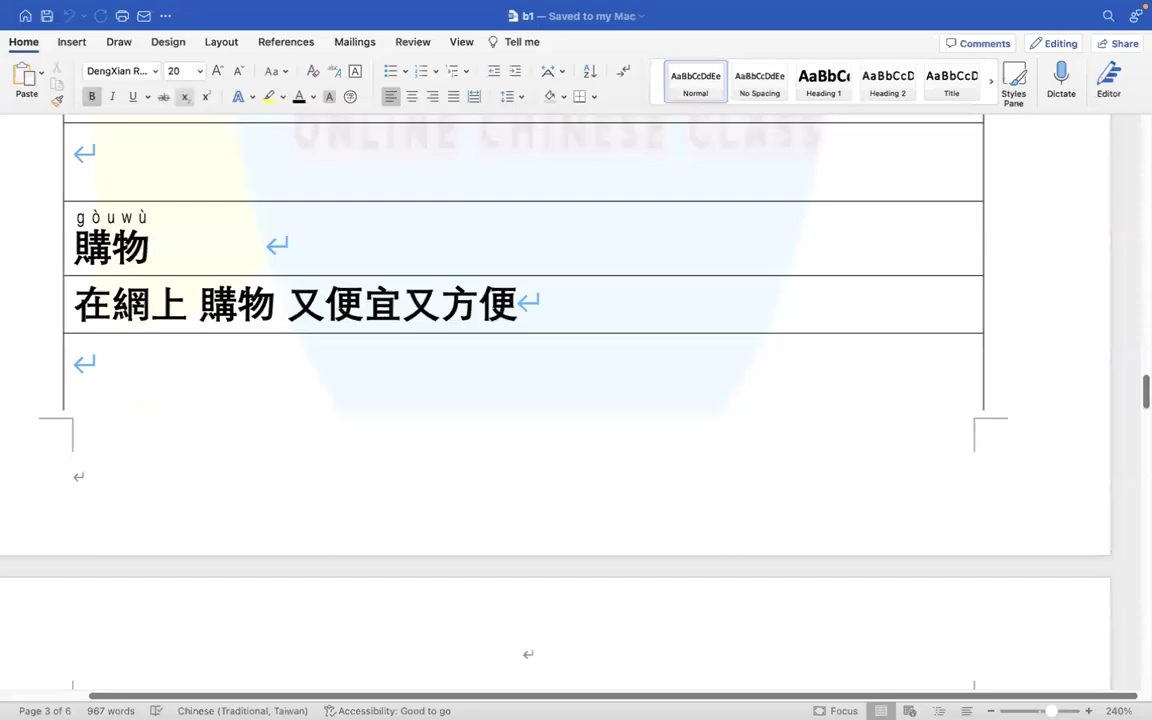 b1 — Saved to my Mac
Home Insert Draw Design Layout References Mailings Review View Tell me Comments Editing Share
Paste
DengXian R... 20
AaBbCcDdEe AaBbCcDdEe AaBbCc AaBbCcD AaBbCcD
Normal No Spacing Heading 1 Heading 2 Title
Styles Pane Dictate Editor
ONLINE CHINESE CLASS
gòuwù
購物
在網上 購物 又便宜又方便
Page 3 of 6 967 words Chinese (Traditional, Taiwan) Accessibility: Good to go Focus 240%